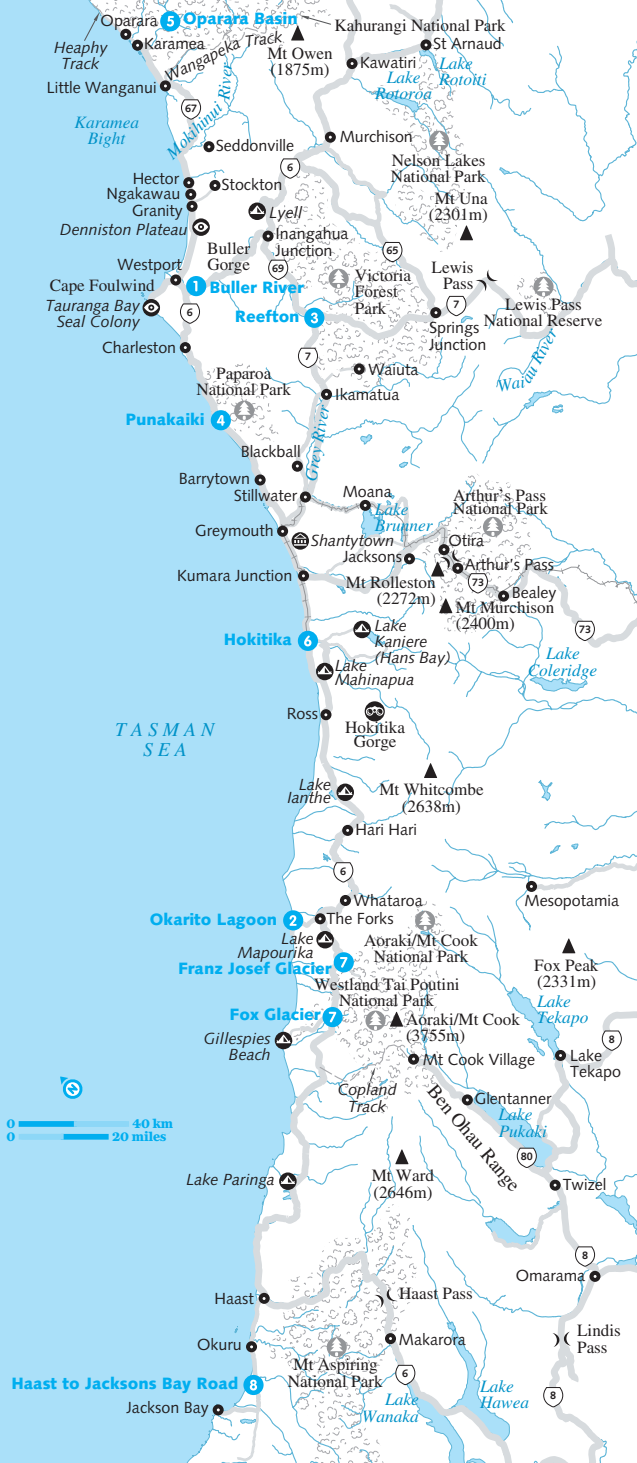 Oparara
5
Oparara Basin
Kahurangi National Park
Heaphy
Track
Karamea
Wangapeka Track
Mt Owen
(1875m)
St Arnaud
Kawatiri
Lake
Rotoiti
Lake
Rotoroa
Little Wanganui
67
Karamea
Bight
Mokihinui River
Murchison
Seddonville
6
Nelson Lakes
National Park
Hector
Stockton
Ngakawau
Granity
Lyell
Mt Una
(2301m)
Denniston Plateau
Inangahua
Junction
Buller
Gorge
65
Westport
69
Lewis
Pass
Cape Foulwind
1
Buller River
Victoria
Forest
Park
Tauranga Bay
Seal Colony
6
7
Lewis Pass
National Reserve
Reefton
3
Springs
Junction
Charleston
7
Waiau River
Waiuta
Paparoa
National Park
Ikamatua
Punakaiki
4
Grey River
Blackball
Barrytown
Stillwater
Moana
Arthur's Pass
National Park
Lake
Brunner
Greymouth
Shantytown
Otira
Jacksons
Arthur's Pass
Kumara Junction
Mt Rolleston
(2272m)
73
Bealey
Mt Murchison
(2400m)
Hokitika
6
Lake
Kaniere
(Hans Bay)
73
Lake
Mahinapua
Lake
Coleridge
Ross
Hokitika
Gorge
TASMAN
SEA
Mt Whitcombe
(2638m)
Lake
Ianthe
Hari Hari
6
Mesopotamia
Whataroa
Okarito Lagoon
2
The Forks
Lake
Mapourika
Aoraki/Mt Cook
National Park
Franz Josef Glacier
7
Fox Peak
(2331m)
Westland Tai Poutini
National Park
Lake
Tekapo
Fox Glacier
7
Aoraki/Mt Cook
(3755m)
8
Gillespies
Beach
Mt Cook Village
Lake
Tekapo
N
Copland
Track
Ben Ohau Range
Glentanner
Lake
Pukaki
0
40 km
0
20 miles
80
Mt Ward
(2646m)
Lake Paringa
Twizel
8
Omarama
Haast
Haast Pass
Okuru
Makarora
Lindis
Pass
Mt Aspiring
National Park
Haast to Jacksons Bay Road
8
6
Lake
Hawea
8
Lake
Wanaka
Jackson Bay